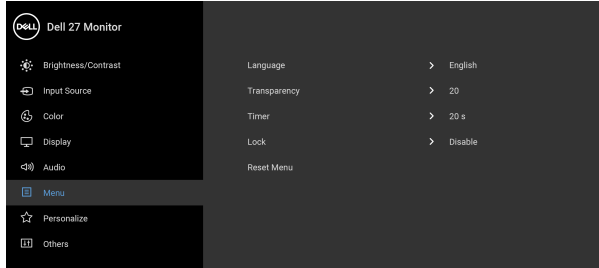 DELL Dell 27 Monitor
Brightness/Contrast Language English
Input Source Transparency 20
Color Timer 20 s
Display Lock Disable
Audio Reset Menu
Menu
Personalize
Others